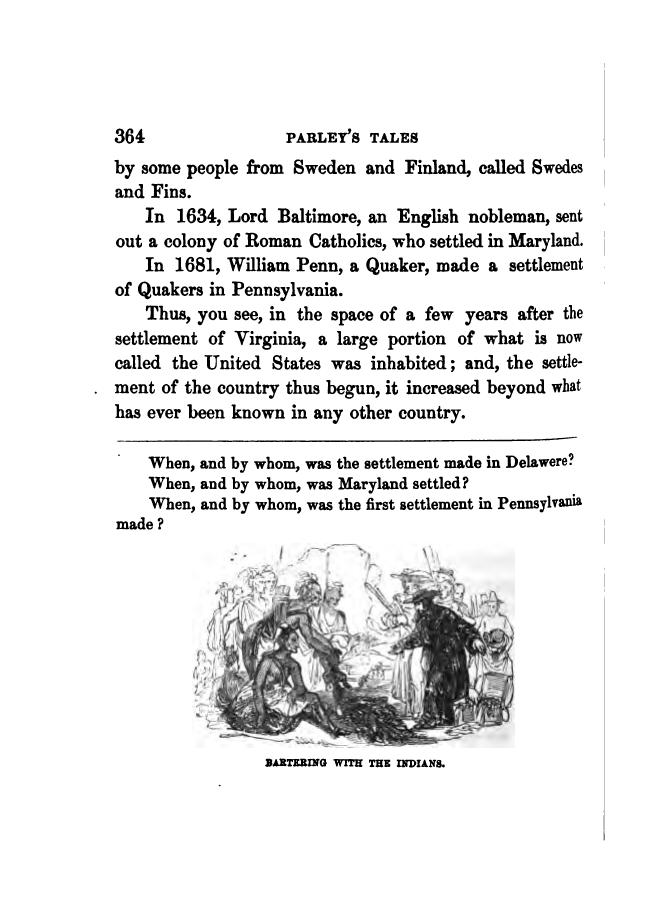 364 PARLEY'S TALES
by some people from Sweden and Finland, called Swedes
and Fins.
In 1634, Lord Baltimore, an English nobleman, sent
out a colony of Roman Catholics, who settled in Maryland.
In 1681, William Penn, a Quaker, made a settlement
of Quakers in Pennsylvania.
Thus, you see, in the space of a few years after the
settlement of Virginia, a large portion of what is now
called the United States was inhabited; and, the settle-
ment of the country thus begun, it increased beyond what
has ever been known in any other country.
When, and by whom, was the settlement made in Delawere?
When, and by whom, was Maryland settled?
When, and by whom, was the first settlement in Pennsylvania
made?
BARTERING WITH THE INDIANS.